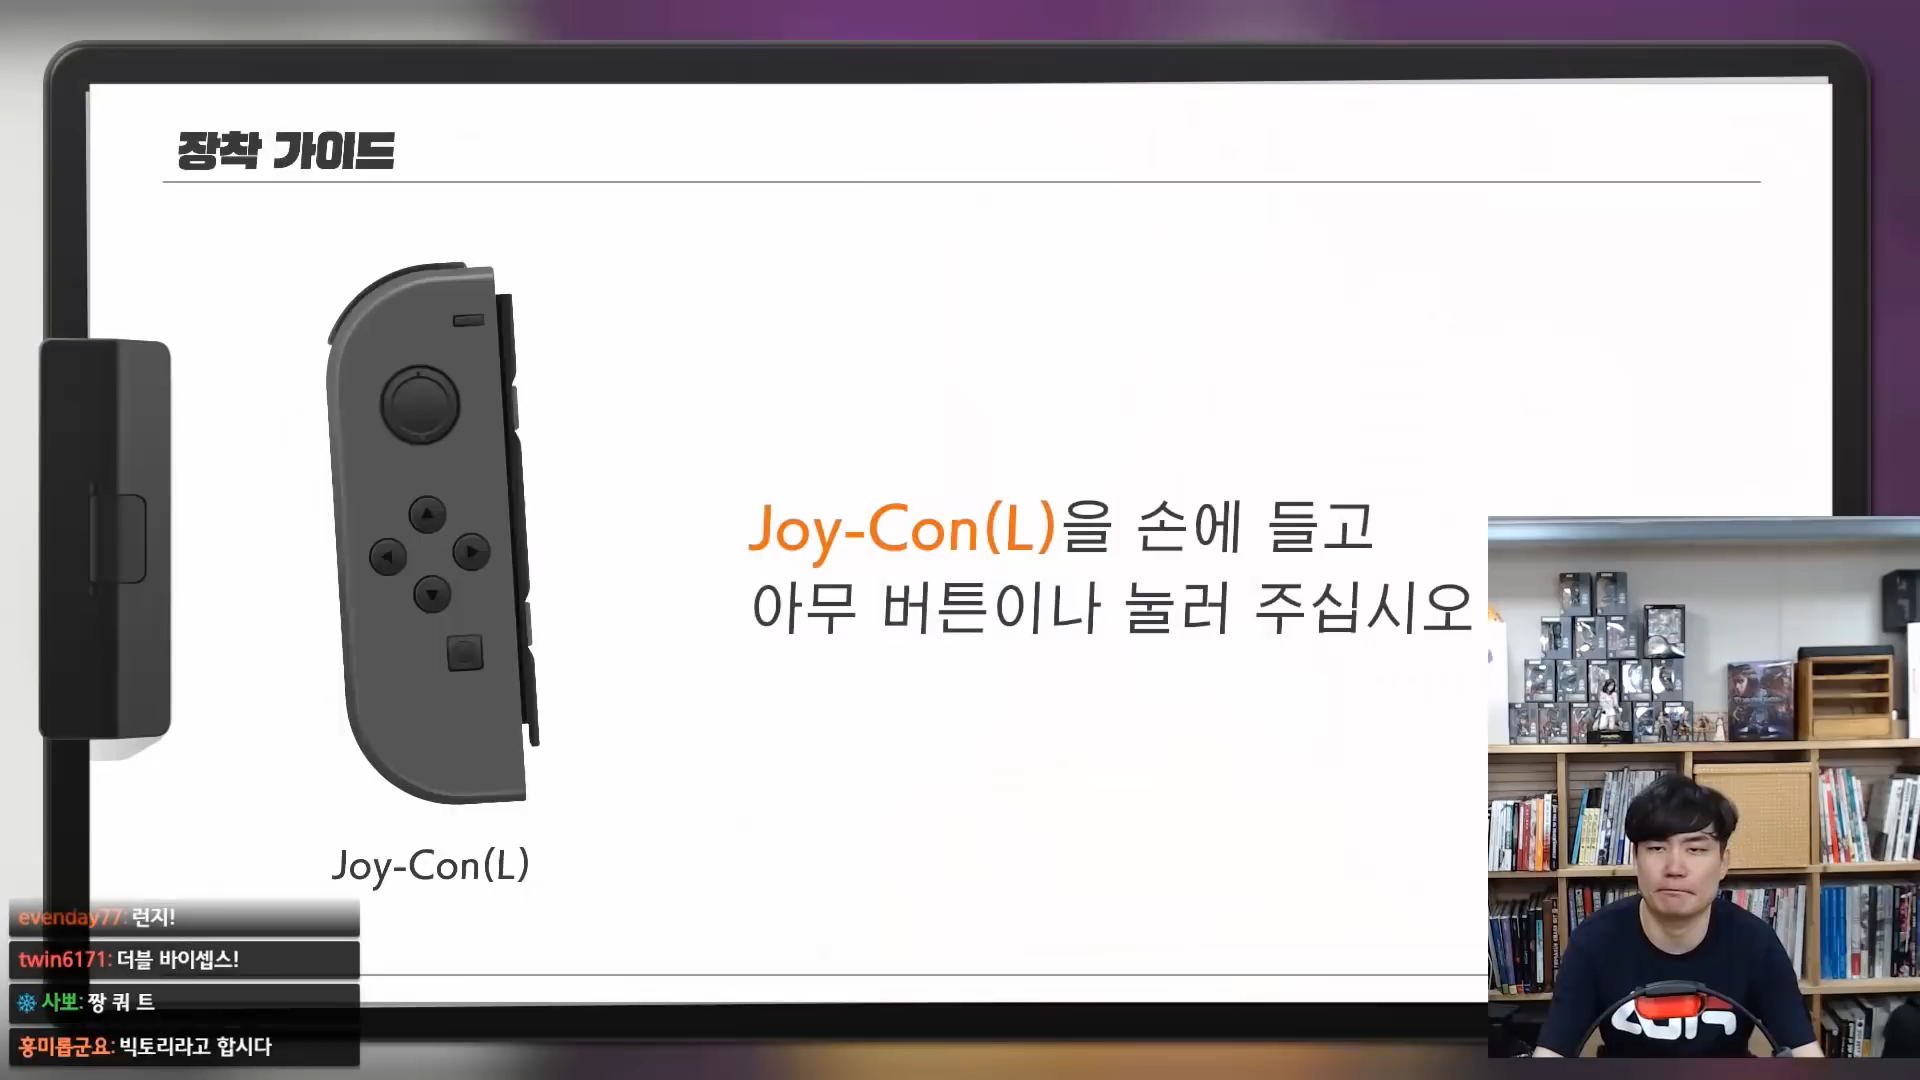 장착 가이드
Joy-Con(L)을 손에 들고
아무 버튼이나 눌러 주십시오
Joy-Con(L)
evenday77: 런지!
twin6171: 더블 바이셉스!
사뽀: 짱 쿼 트
흥미롭군요: 빅토리라고 합시다